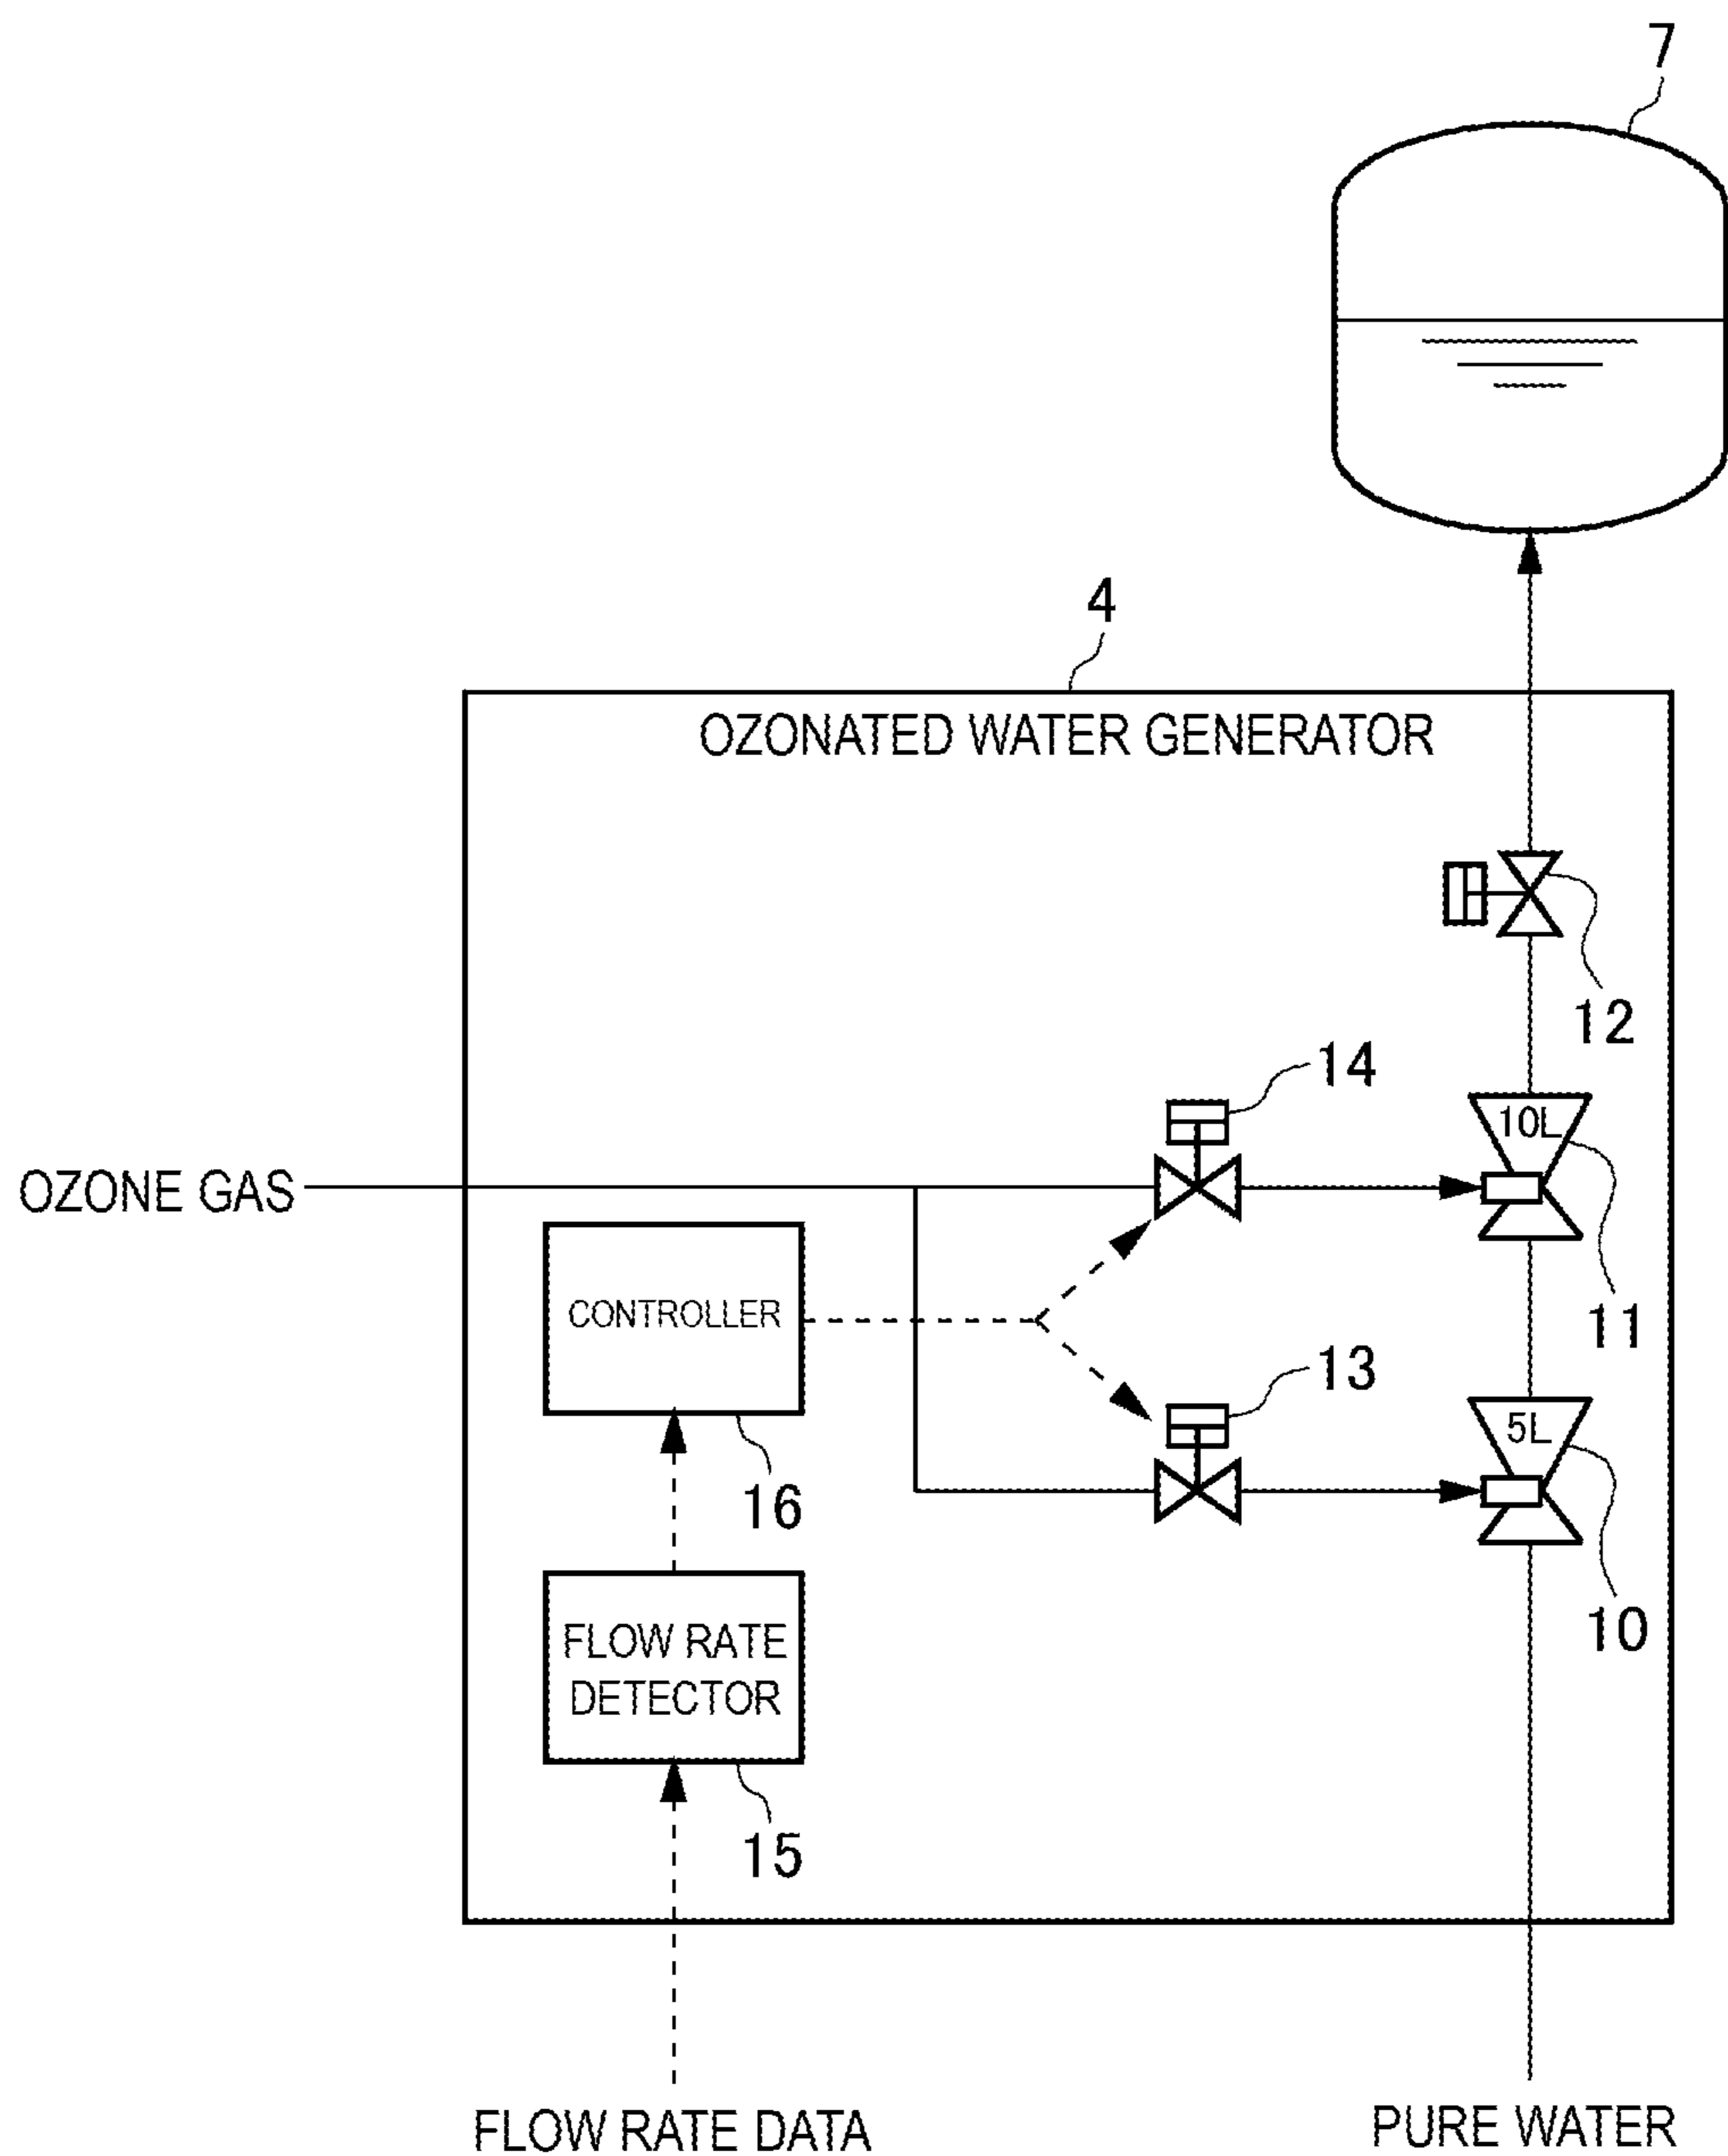 7
4
OZONATED WATER GENERATOR
12
14
10L
OZONE GAS
11
CONTROLLER
13
5L
16
10
FLOW RATE
DETECTOR
15
FLOW RATE DATA
PURE WATER